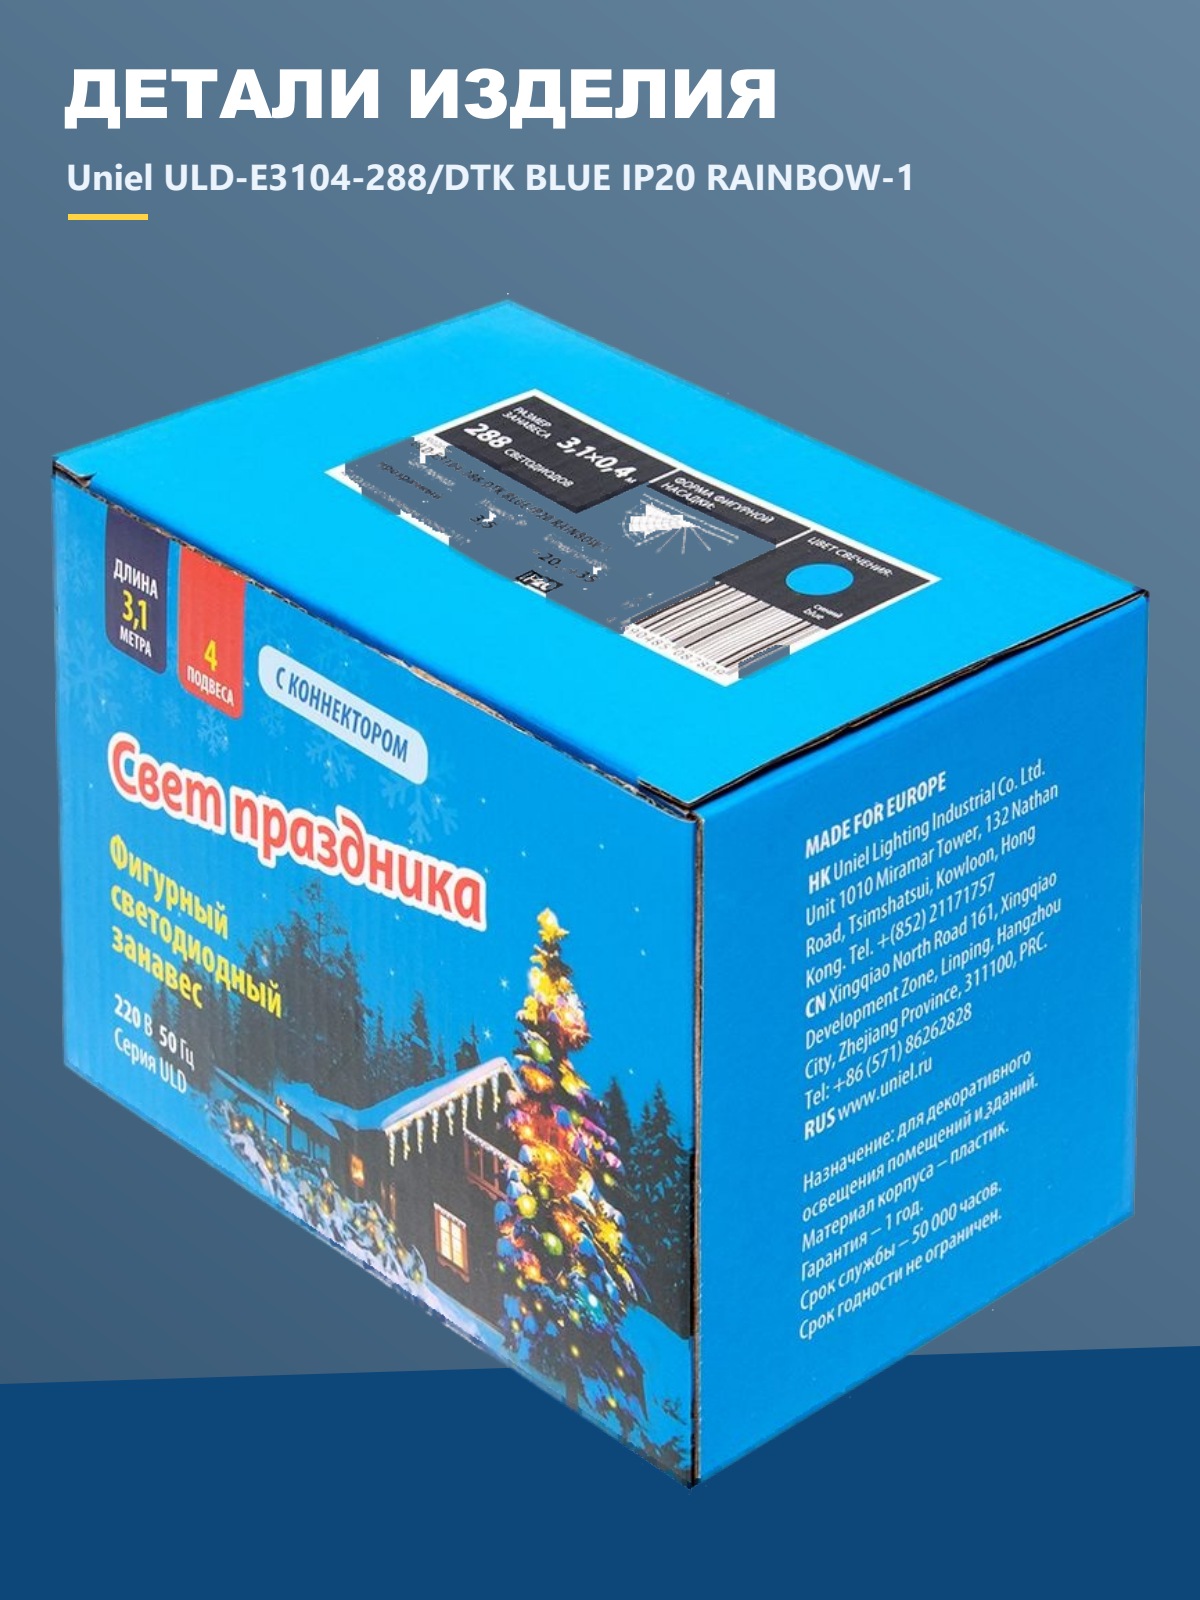 ДЕТАЛИ ИЗДЕЛИЯ
Uniel ULD-E3104-288/DTK BLUE IP20 RAINBOW-1
РАЗМЕР
ЗАНАВЕСА 3,1х0,4 м
288 СВЕТОДИОДОВ
ФОРМА ФИГУРНОЙ
НАСАДКИ:
ЦВЕТ СВЕЧЕНИЯ:
синий
blue
IP20
ДЛИНА
3,1
МЕТРА
4
ПОДВЕСА
С КОННЕКТОРОМ
Свет праздника
Фигурный
светодиодный
занавес
220 В 50 Гц
Серия ULD
MADE FOR EUROPE
HK Uniel Lighting Industrial Co. Ltd.
Unit 1010 Miramar Tower, 132 Nathan
Road, Tsimshatsui, Kowloon, Hong
Kong. Tel. +(852) 21171757
CN Xingqiao North Road 161, Xingqiao
Development Zone, Linping, Hangzhou
City, Zhejiang Province, 311100, PRC.
Tel: +86 (571) 86262828
RUS www.uniel.ru
Назначение: для декоративного
освещения помещений и зданий.
Материал корпуса – пластик.
Гарантия – 1 год.
Срок службы – 50 000 часов.
Срок годности не ограничен.